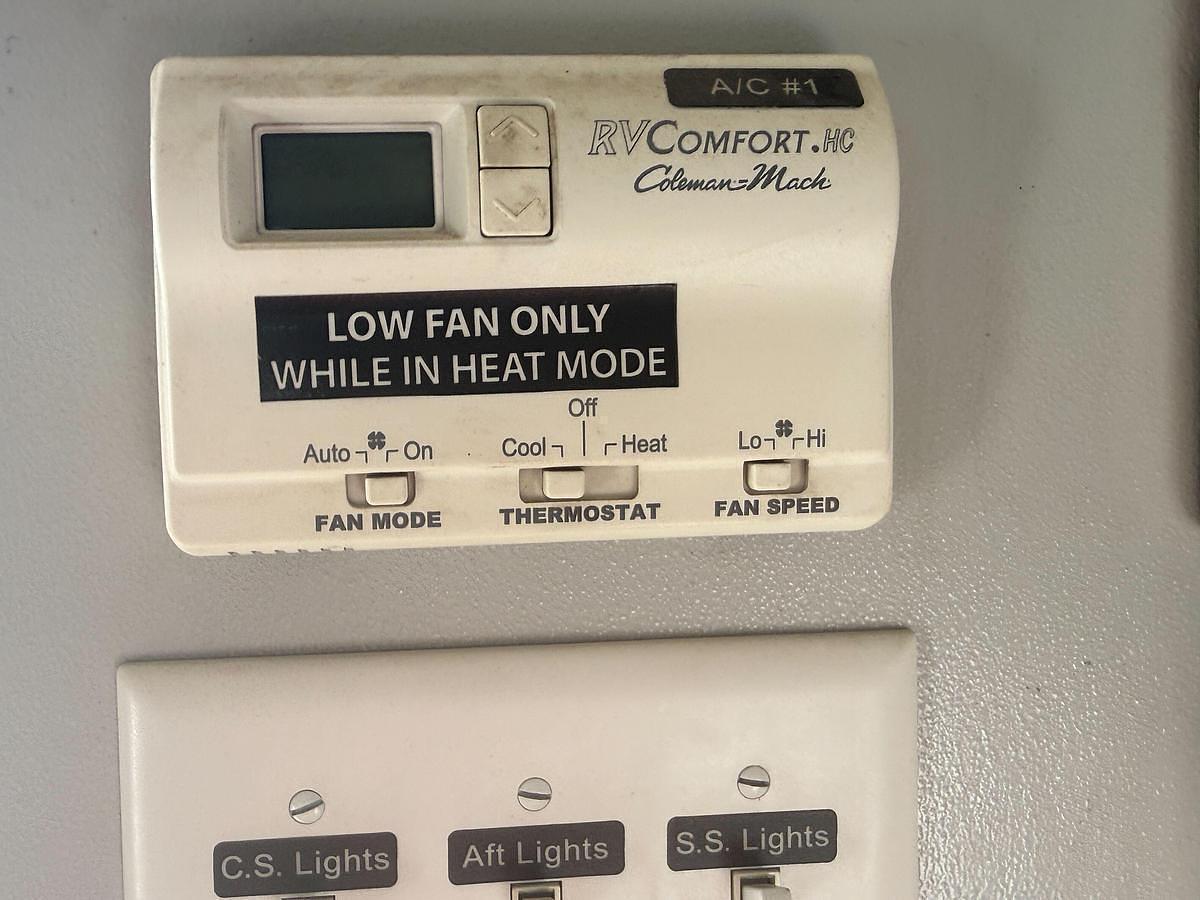 A/C #1
RVCOMFORT.HC
Coleman-Mach
LOW FAN ONLY
WHILE IN HEAT MODE
Off
Auto On Cool Heat Lo Hi
FAN MODE THERMOSTAT FAN SPEED
C.S. Lights Aft Lights S.S. Lights